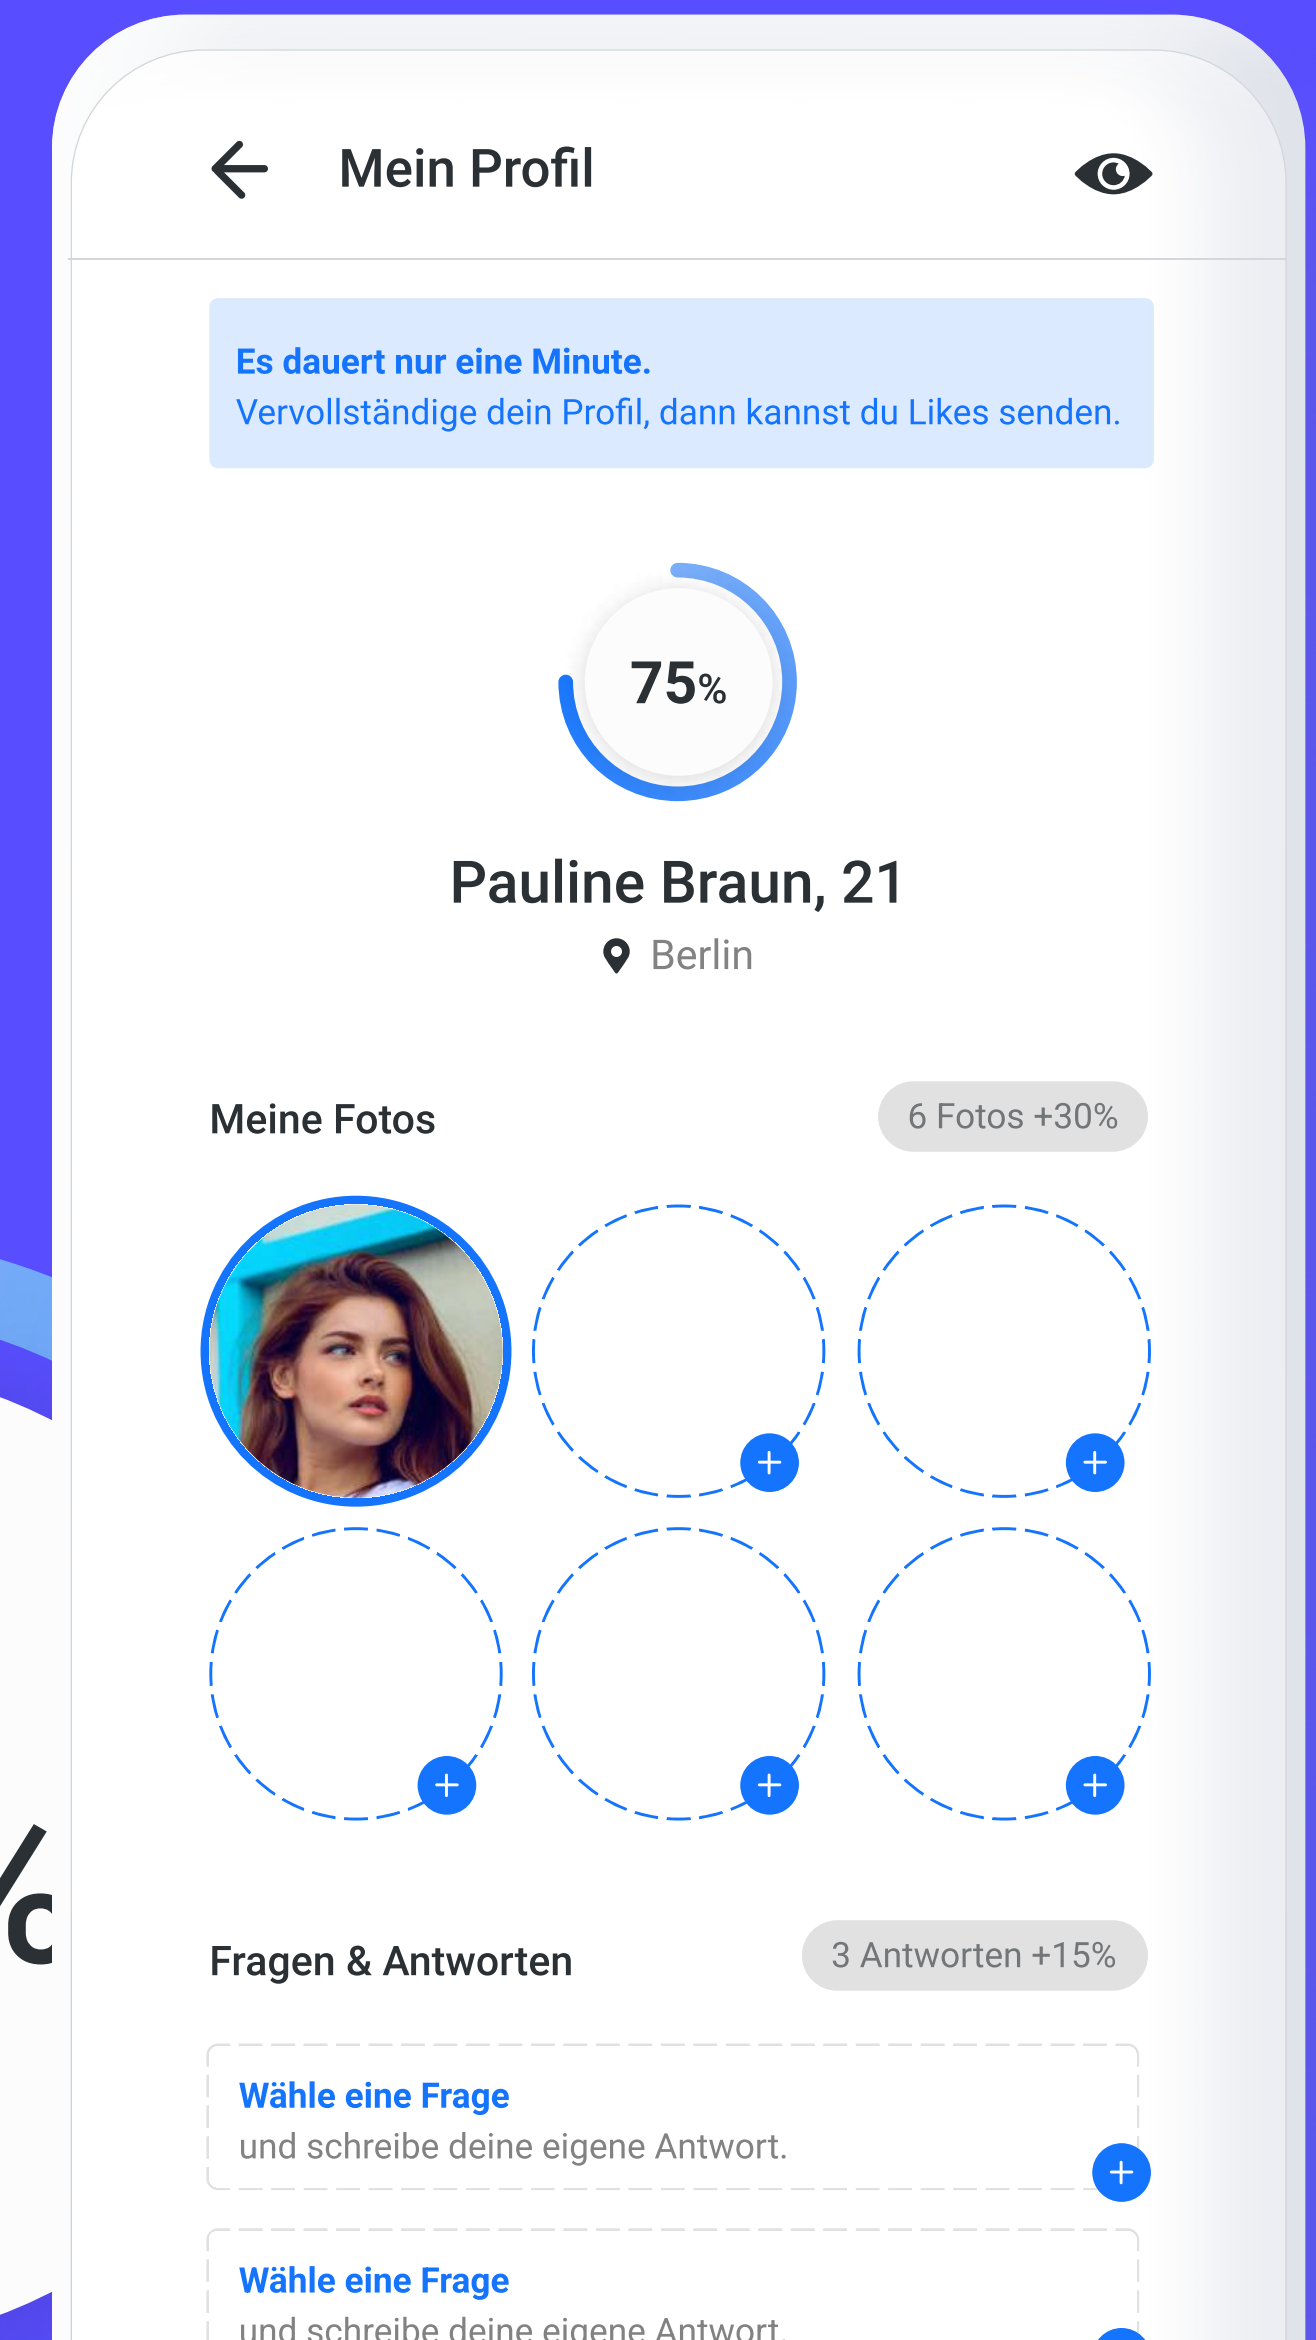 Mein Profil
Es dauert nur eine Minute.
Vervollständige dein Profil, dann kannst du Likes senden.
75%
Pauline Braun, 21
Berlin
Meine Fotos
6 Fotos +30%
%
Fragen & Antworten
3 Antworten +15%
Wähle eine Frage
und schreibe deine eigene Antwort.
Wähle eine Frage
und schreibe deine eigene Antwort.